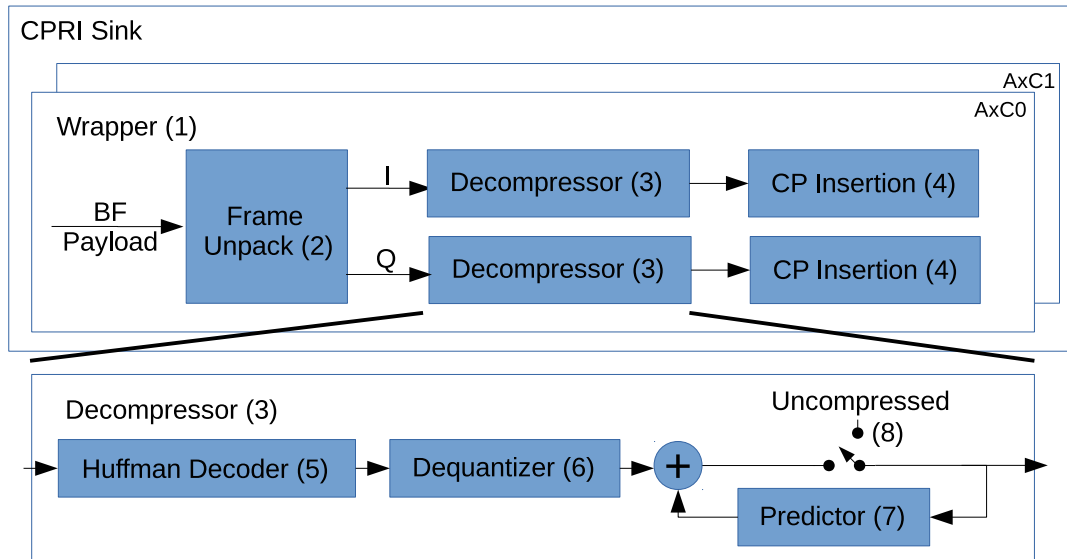 CPRI Sink
AxC1
AxC0
Wrapper (1)
BF
Payload
Frame
Unpack (2)
I
Q
Decompressor (3)
CP Insertion (4)
Decompressor (3)
CP Insertion (4)
Decompressor (3)
Uncompressed
(8)
Huffman Decoder (5)
Dequantizer (6)
+
Predictor (7)